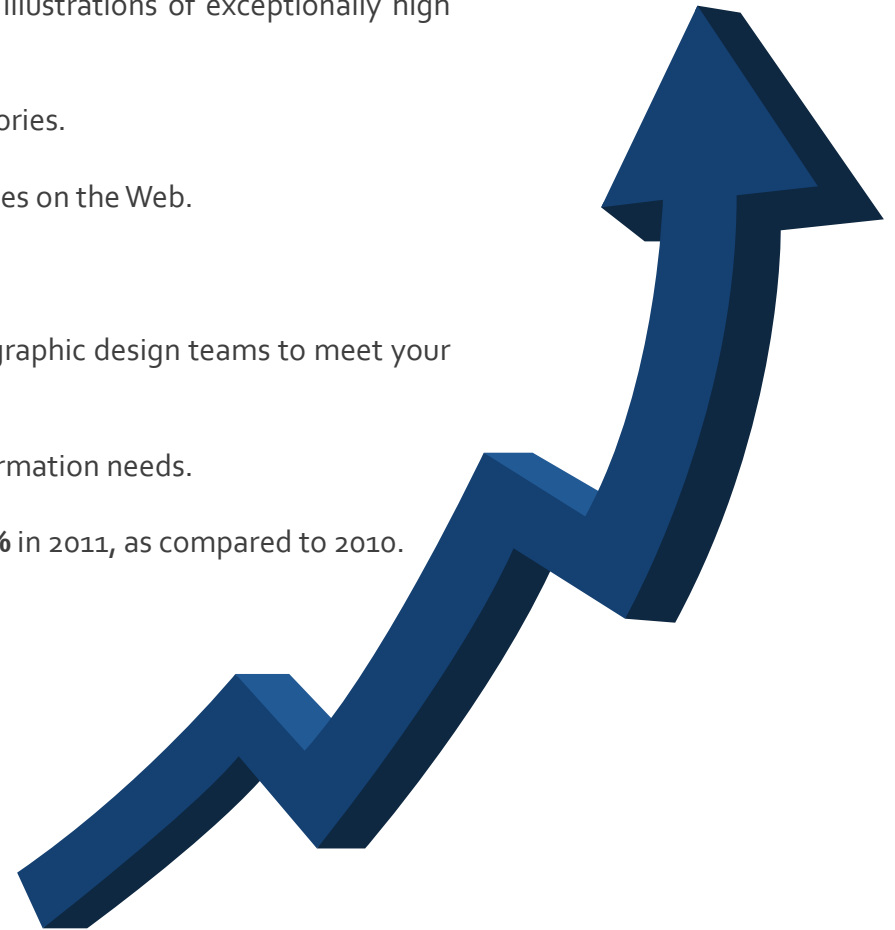 illustrations of exceptionally high
ories.
es on the Web.
graphic design teams to meet your
rmation needs.
% in 2011, as compared to 2010.